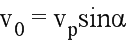 v₀ = vₚsinα